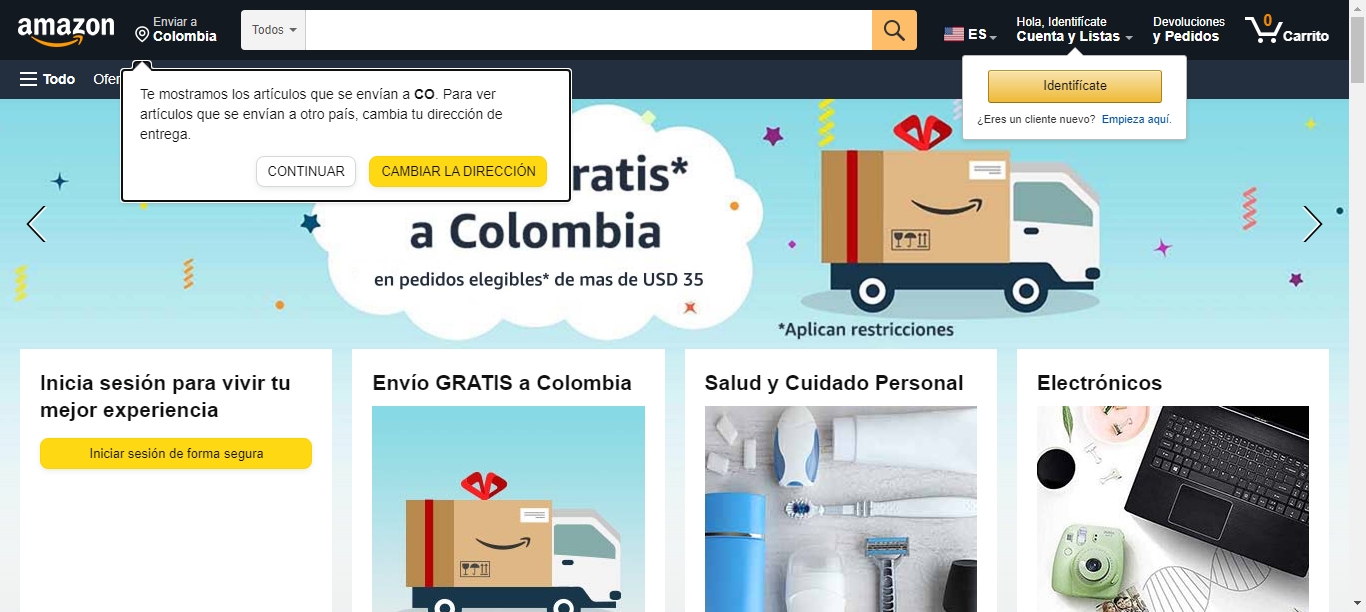 amazon
Enviar a
Colombia
Todos
ES
Hola, Identifícate
Cuenta y Listas
Devoluciones
y Pedidos
0
Carrito
Todo
Ofer
Te mostramos los artículos que se envían a CO. Para ver
artículos que se envían a otro país, cambia tu dirección de
entrega.
CONTINUAR
CAMBIAR LA DIRECCIÓN
Identifícate
¿Eres un cliente nuevo? Empieza aquí.
ratis*
a Colombia
en pedidos elegibles* de mas de USD 35
*Aplican restricciones
Inicia sesión para vivir tu
mejor experiencia
Iniciar sesión de forma segura
Envío GRATIS a Colombia
Salud y Cuidado Personal
Electrónicos